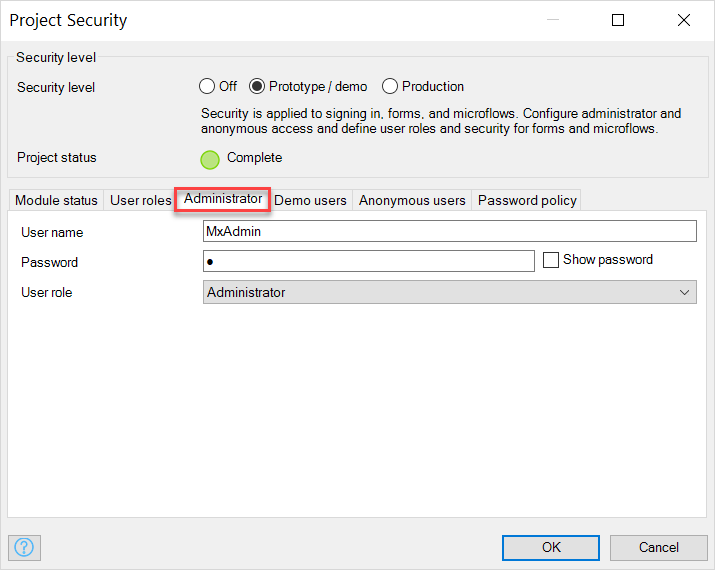 Project Security
Security level
Security level Off Prototype / demo Production
Security is applied to signing in, forms, and microflows. Configure administrator and
anonymous access and define user roles and security for forms and microflows.
Project status Complete
Module status User roles Administrator Demo users Anonymous users Password policy
User name MxAdmin
Password ● Show password
User role Administrator
? OK Cancel